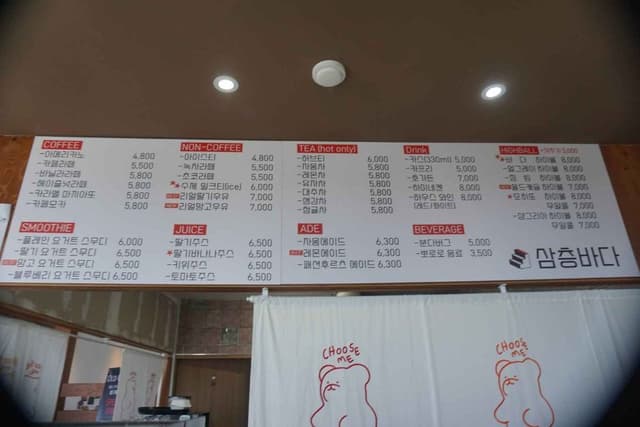 COFFEE
-아메리카노 4,800
-카페라떼 5,500
-바닐라라떼 5,800
-헤이즐넛라떼 5,800
-카라멜 마끼아또 5,800
-카페모카 5,800
NON-COFFEE
-아이스티 4,800
-녹차라떼 5,500
-초코라떼 5,500
수제 밀크티(Ice) 6,000
리얼딸기우유 7,000
리얼망고우유 7,000
TEA (hot only)
-허브티 6,000
-자몽차 5,800
-레몬차 5,800
-유자차 5,800
-대추차 5,800
-생강차 5,800
-쌍글차 5,800
Drink
-카스(330ml) 5,000
-카프리 5,000
-호가든 7,000
-하이네켄 8,000
-하우스 와인 8,000
(레드/화이트)
HIGHBALL
바 다 하이볼 8,000
-얼그레이 하이볼 8,000
-짐 빔 하이볼 8,000
하이볼 7,000
모히또 하이볼 8,000
무알콜 7,000
하이볼 8,000
무알콜 7,000
SMOOTHIE
-플레인 요거트 스무디 6,000
-딸기 요거트 스무디 6,500
망고 요거트 스무디 6,500
-블루베리 요거트 스무디 6,500
JUICE
-딸기주스 6,500
딸기바나나주스 6,500
-키위주스 6,500
-토마토주스 6,500
ADE
-자몽에이드 6,300
레몬에이드 6,300
-패션후르츠 에이드 6,300
BEVERAGE
-분다버그 5,000
-뽀로로 음료 3,500
삼층바다
CHOOSE
ME
CHOOSE
ME